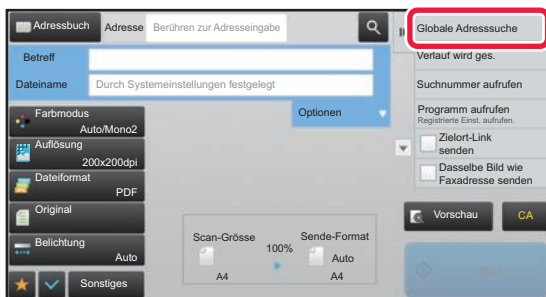 Adressbuch
Adresse
Berühren zur Adresseingabe
Globale Adresssuche
Betreff
Verlauf wird ges.
Dateiname
Durch Systemeinstellungen festgelegt
Suchnummer aufrufen
Optionen
Programm aufrufen
Registrierte Einst. aufrufen.
Farbmodus
Auto/Mono2
Zielort-Link
senden
Auflösung
200x200dpi
Dasselbe Bild wie
Faxadresse senden
Dateiformat
PDF
Original
Vorschau
CA
Scan-Grösse
100%
Sende-Format
Belichtung
Auto
Auto
A4
A4
Sonstiges
Start